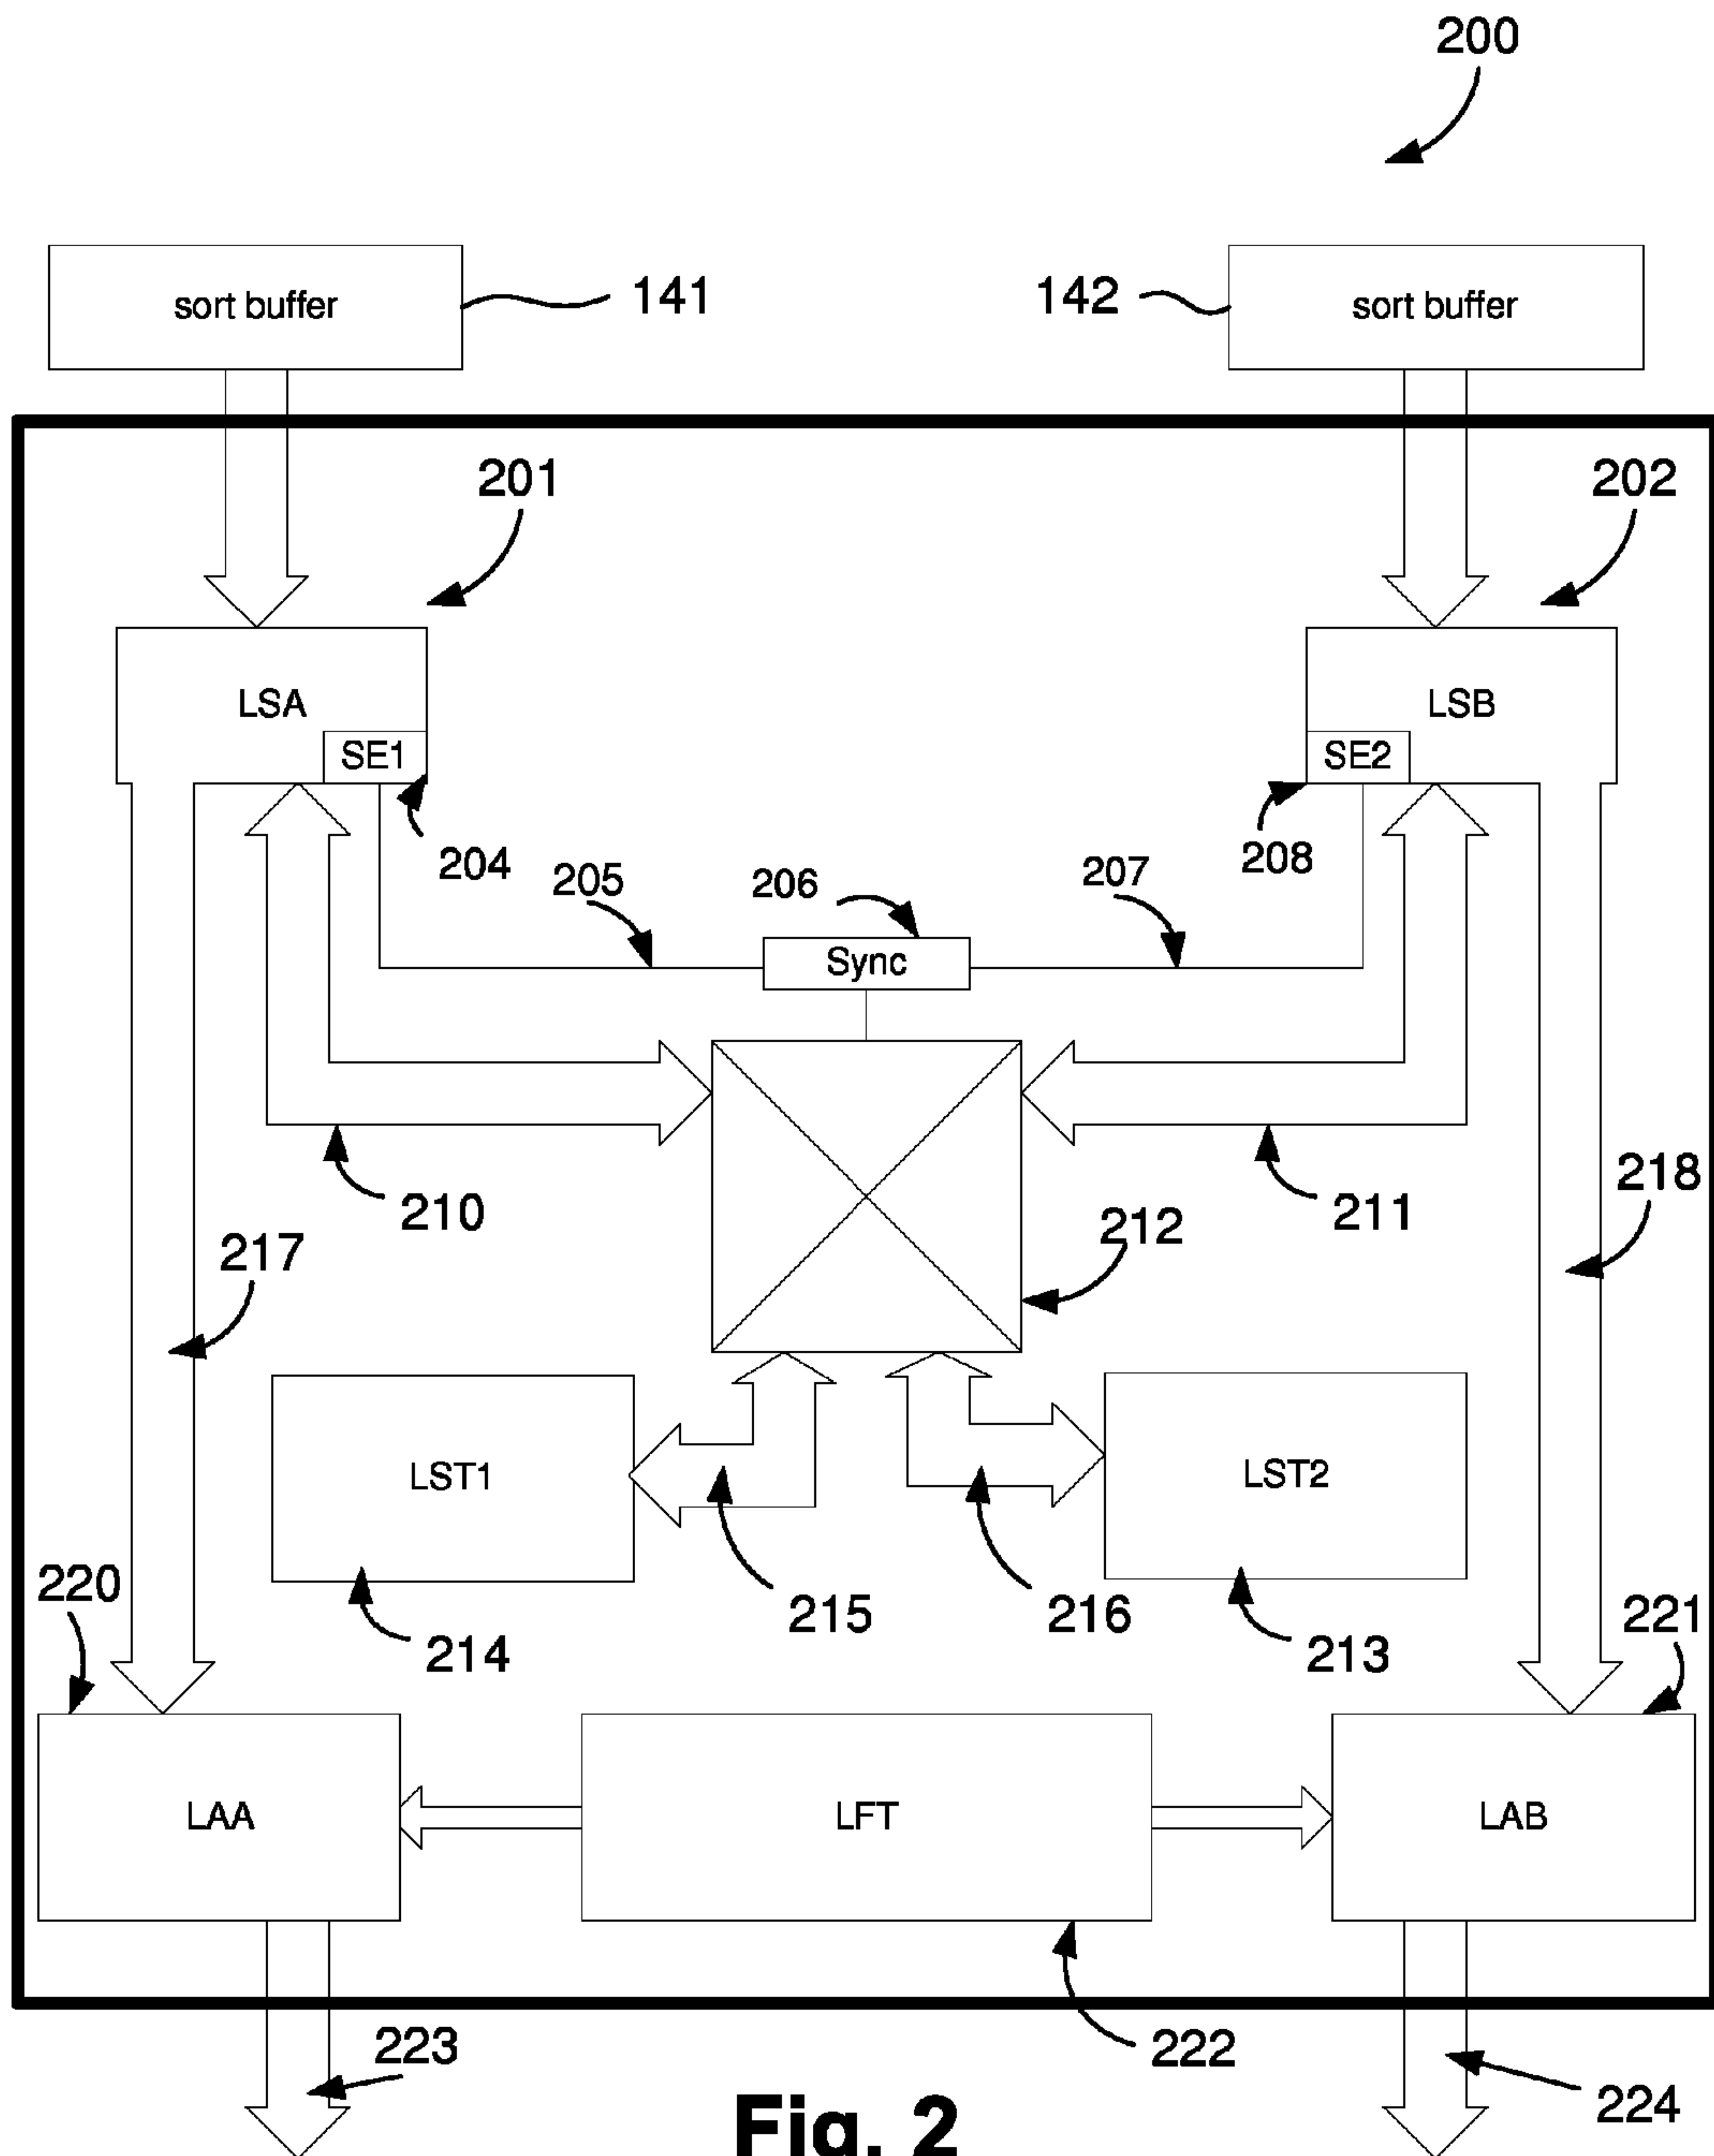 200
sort buffer
141
142
sort buffer
201
202
LSA
LSB
SE1
SE2
204
205
206
207
208
Sync
210
211
212
217
218
LST1
LST2
220
214
215
216
213
221
LAA
LFT
LAB
223
222
224
Fig. 2